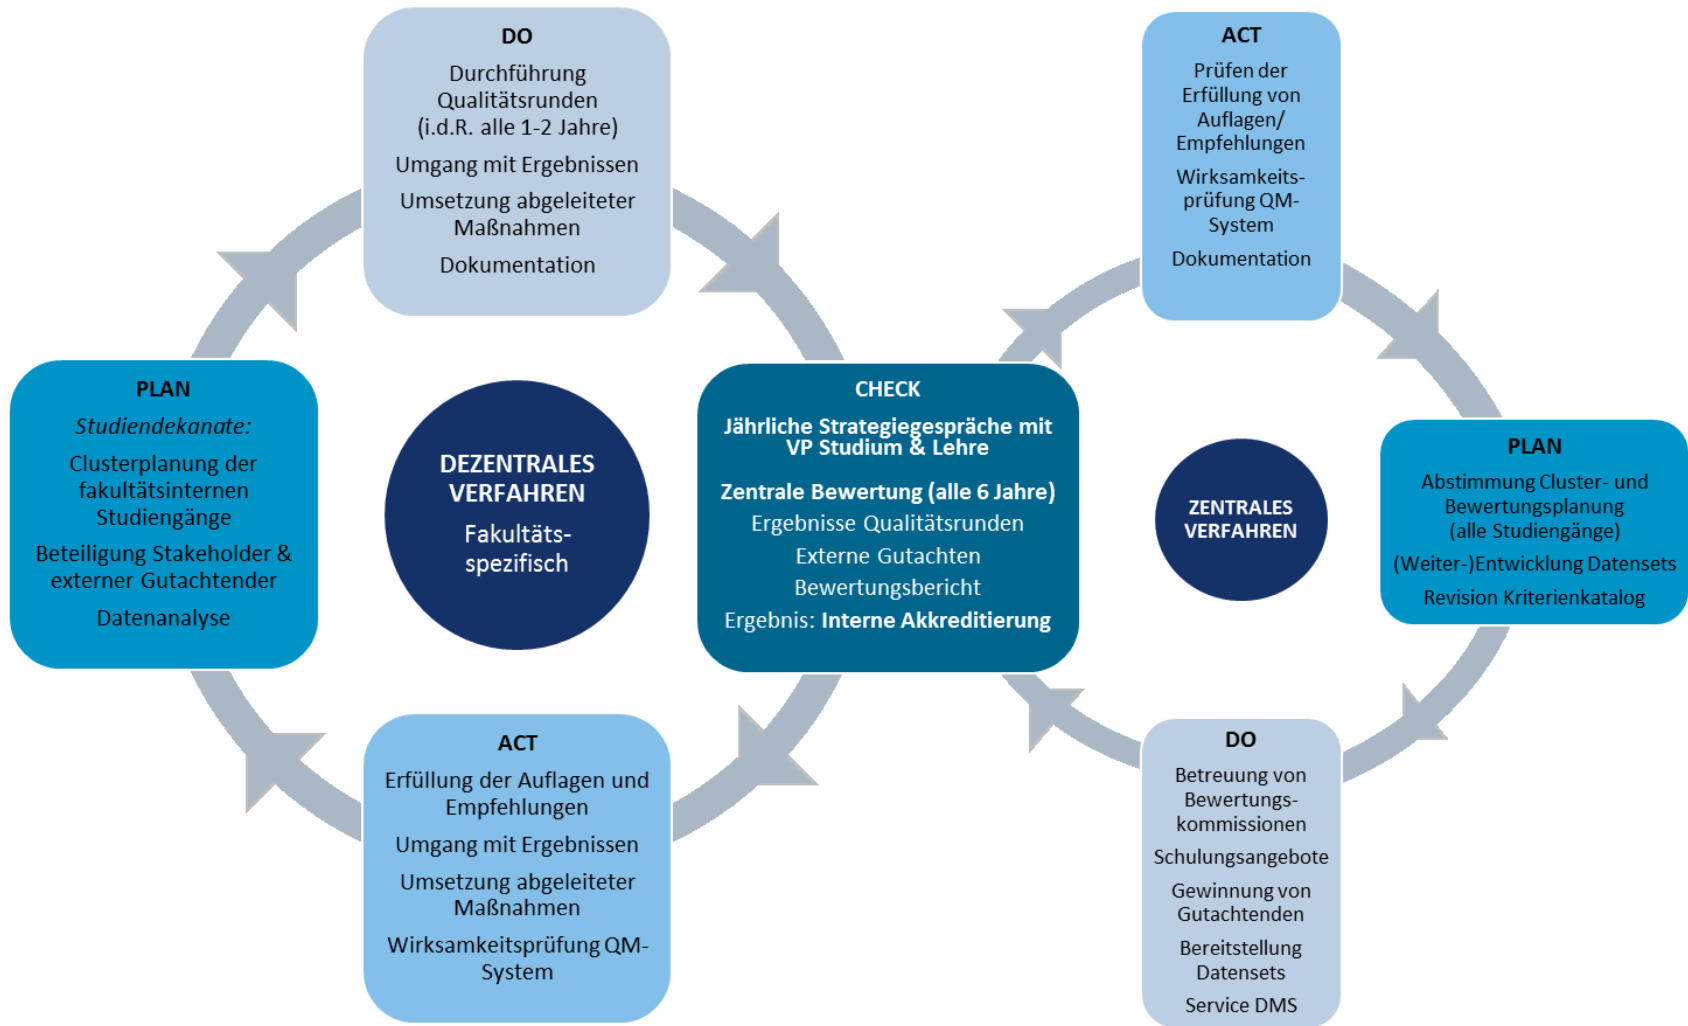 DO
Durchführung
Qualitätsrunden
(i.d.R. alle 1-2 Jahre)
Umgang mit Ergebnissen
Umsetzung abgeleiteter
Maßnahmen
Dokumentation
PLAN
Studiendekanate:
Clusterplanung der
fakultätsinternen
Studiengänge
Beteiligung Stakeholder &
externer Gutachtender
Datenanalyse
DEZENTRALES
VERFAHREN
Fakultäts-
spezifisch
ACT
Erfüllung der Auflagen und
Empfehlungen
Umgang mit Ergebnissen
Umsetzung abgeleiteter
Maßnahmen
Wirksamkeitsprüfung QM-
System
CHECK
Jährliche Strategiegespräche mit
VP Studium & Lehre
Zentrale Bewertung (alle 6 Jahre)
Ergebnisse Qualitätsrunden
Externe Gutachten
Bewertungsbericht
Ergebnis: Interne Akkreditierung
ACT
Prüfen der
Erfüllung von
Auflagen/
Empfehlungen
Wirksamkeits-
prüfung QM-
System
Dokumentation
ZENTRALES
VERFAHREN
PLAN
Abstimmung Cluster- und
Bewertungsplanung
(alle Studiengänge)
(Weiter-)Entwicklung Datensets
Revision Kriterienkatalog
DO
Betreuung von
Bewertungs-
kommissionen
Schulungsangebote
Gewinnung von
Gutachtenden
Bereitstellung
Datensets
Service DMS